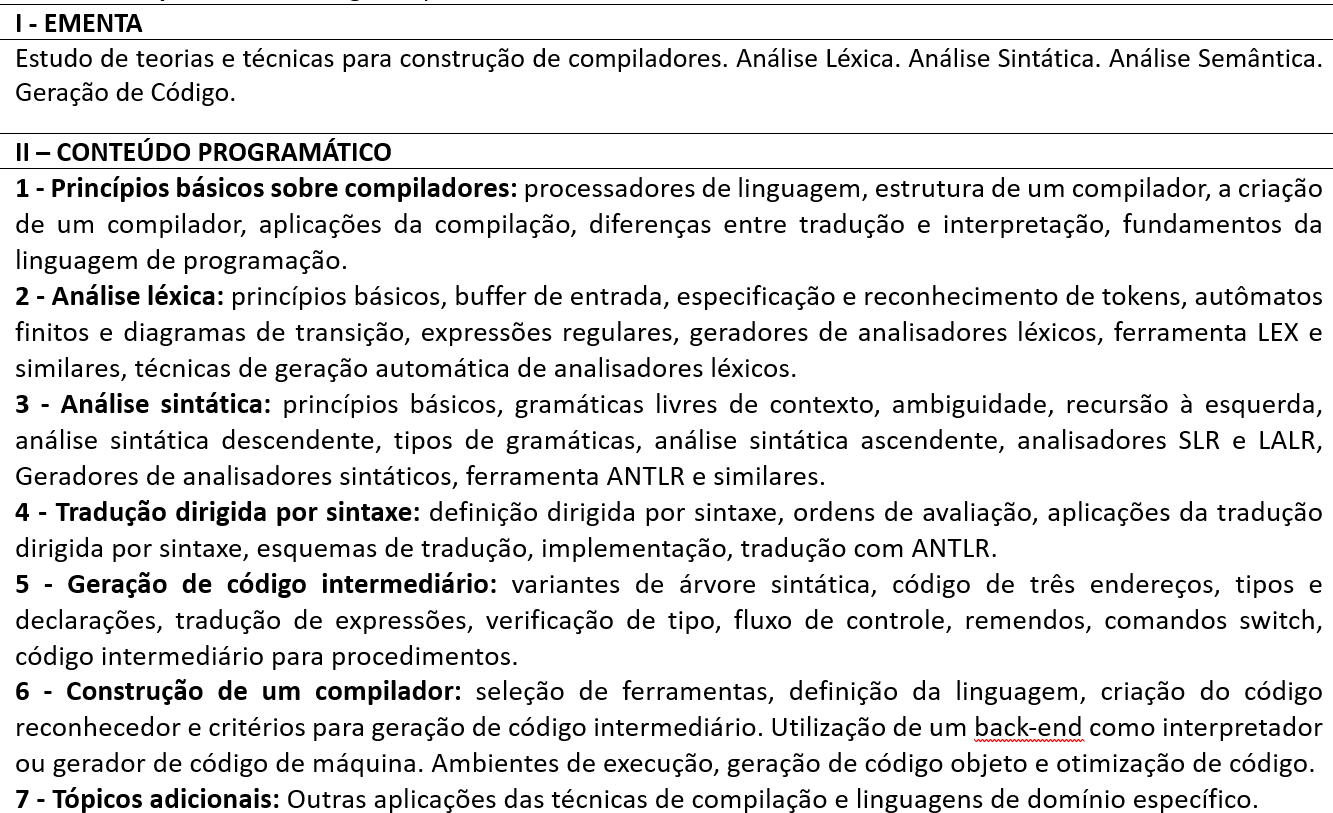 I - EMENTA
Estudo de teorias e técnicas para construção de compiladores. Análise Léxica. Análise Sintática. Análise Semântica.
Geração de Código.
II – CONTEÚDO PROGRAMÁTICO
1 - Princípios básicos sobre compiladores: processadores de linguagem, estrutura de um compilador, a criação
de um compilador, aplicações da compilação, diferenças entre tradução e interpretação, fundamentos da
linguagem de programação.
2 - Análise léxica: princípios básicos, buffer de entrada, especificação e reconhecimento de tokens, autômatos
finitos e diagramas de transição, expressões regulares, geradores de analisadores léxicos, ferramenta LEX e
similares, técnicas de geração automática de analisadores léxicos.
3 - Análise sintática: princípios básicos, gramáticas livres de contexto, ambiguidade, recursão à esquerda,
análise sintática descendente, tipos de gramáticas, análise sintática ascendente, analisadores SLR e LALR,
Geradores de analisadores sintáticos, ferramenta ANTLR e similares.
4 - Tradução dirigida por sintaxe: definição dirigida por sintaxe, ordens de avaliação, aplicações da tradução
dirigida por sintaxe, esquemas de tradução, implementação, tradução com ANTLR.
5 - Geração de código intermediário: variantes de árvore sintática, código de três endereços, tipos e
declarações, tradução de expressões, verificação de tipo, fluxo de controle, remendos, comandos switch,
código intermediário para procedimentos.
6 - Construção de um compilador: seleção de ferramentas, definição da linguagem, criação do código
reconhecedor e critérios para geração de código intermediário. Utilização de um back-end como interpretador
ou gerador de código de máquina. Ambientes de execução, geração de código objeto e otimização de código.
7 - Tópicos adicionais: Outras aplicações das técnicas de compilação e linguagens de domínio específico.